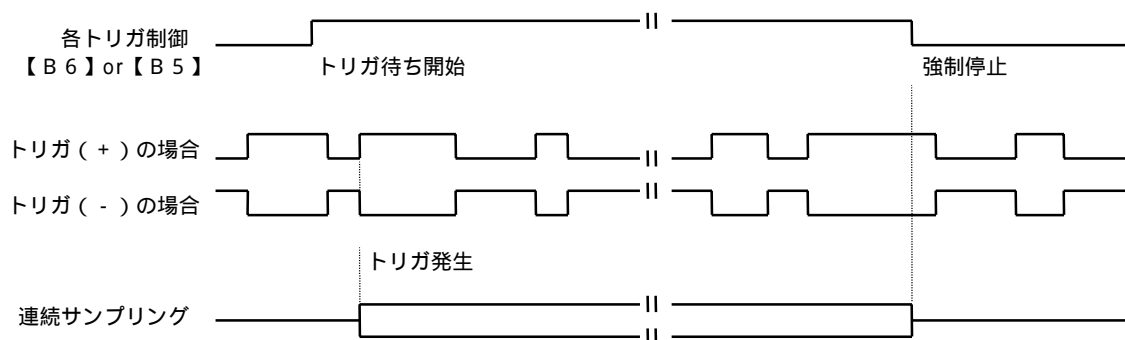 各トリガ制御
【Ｂ６】or【Ｂ５】
トリガ待ち開始
強制停止
トリガ（＋）の場合
トリガ（－）の場合
トリガ発生
連続サンプリング